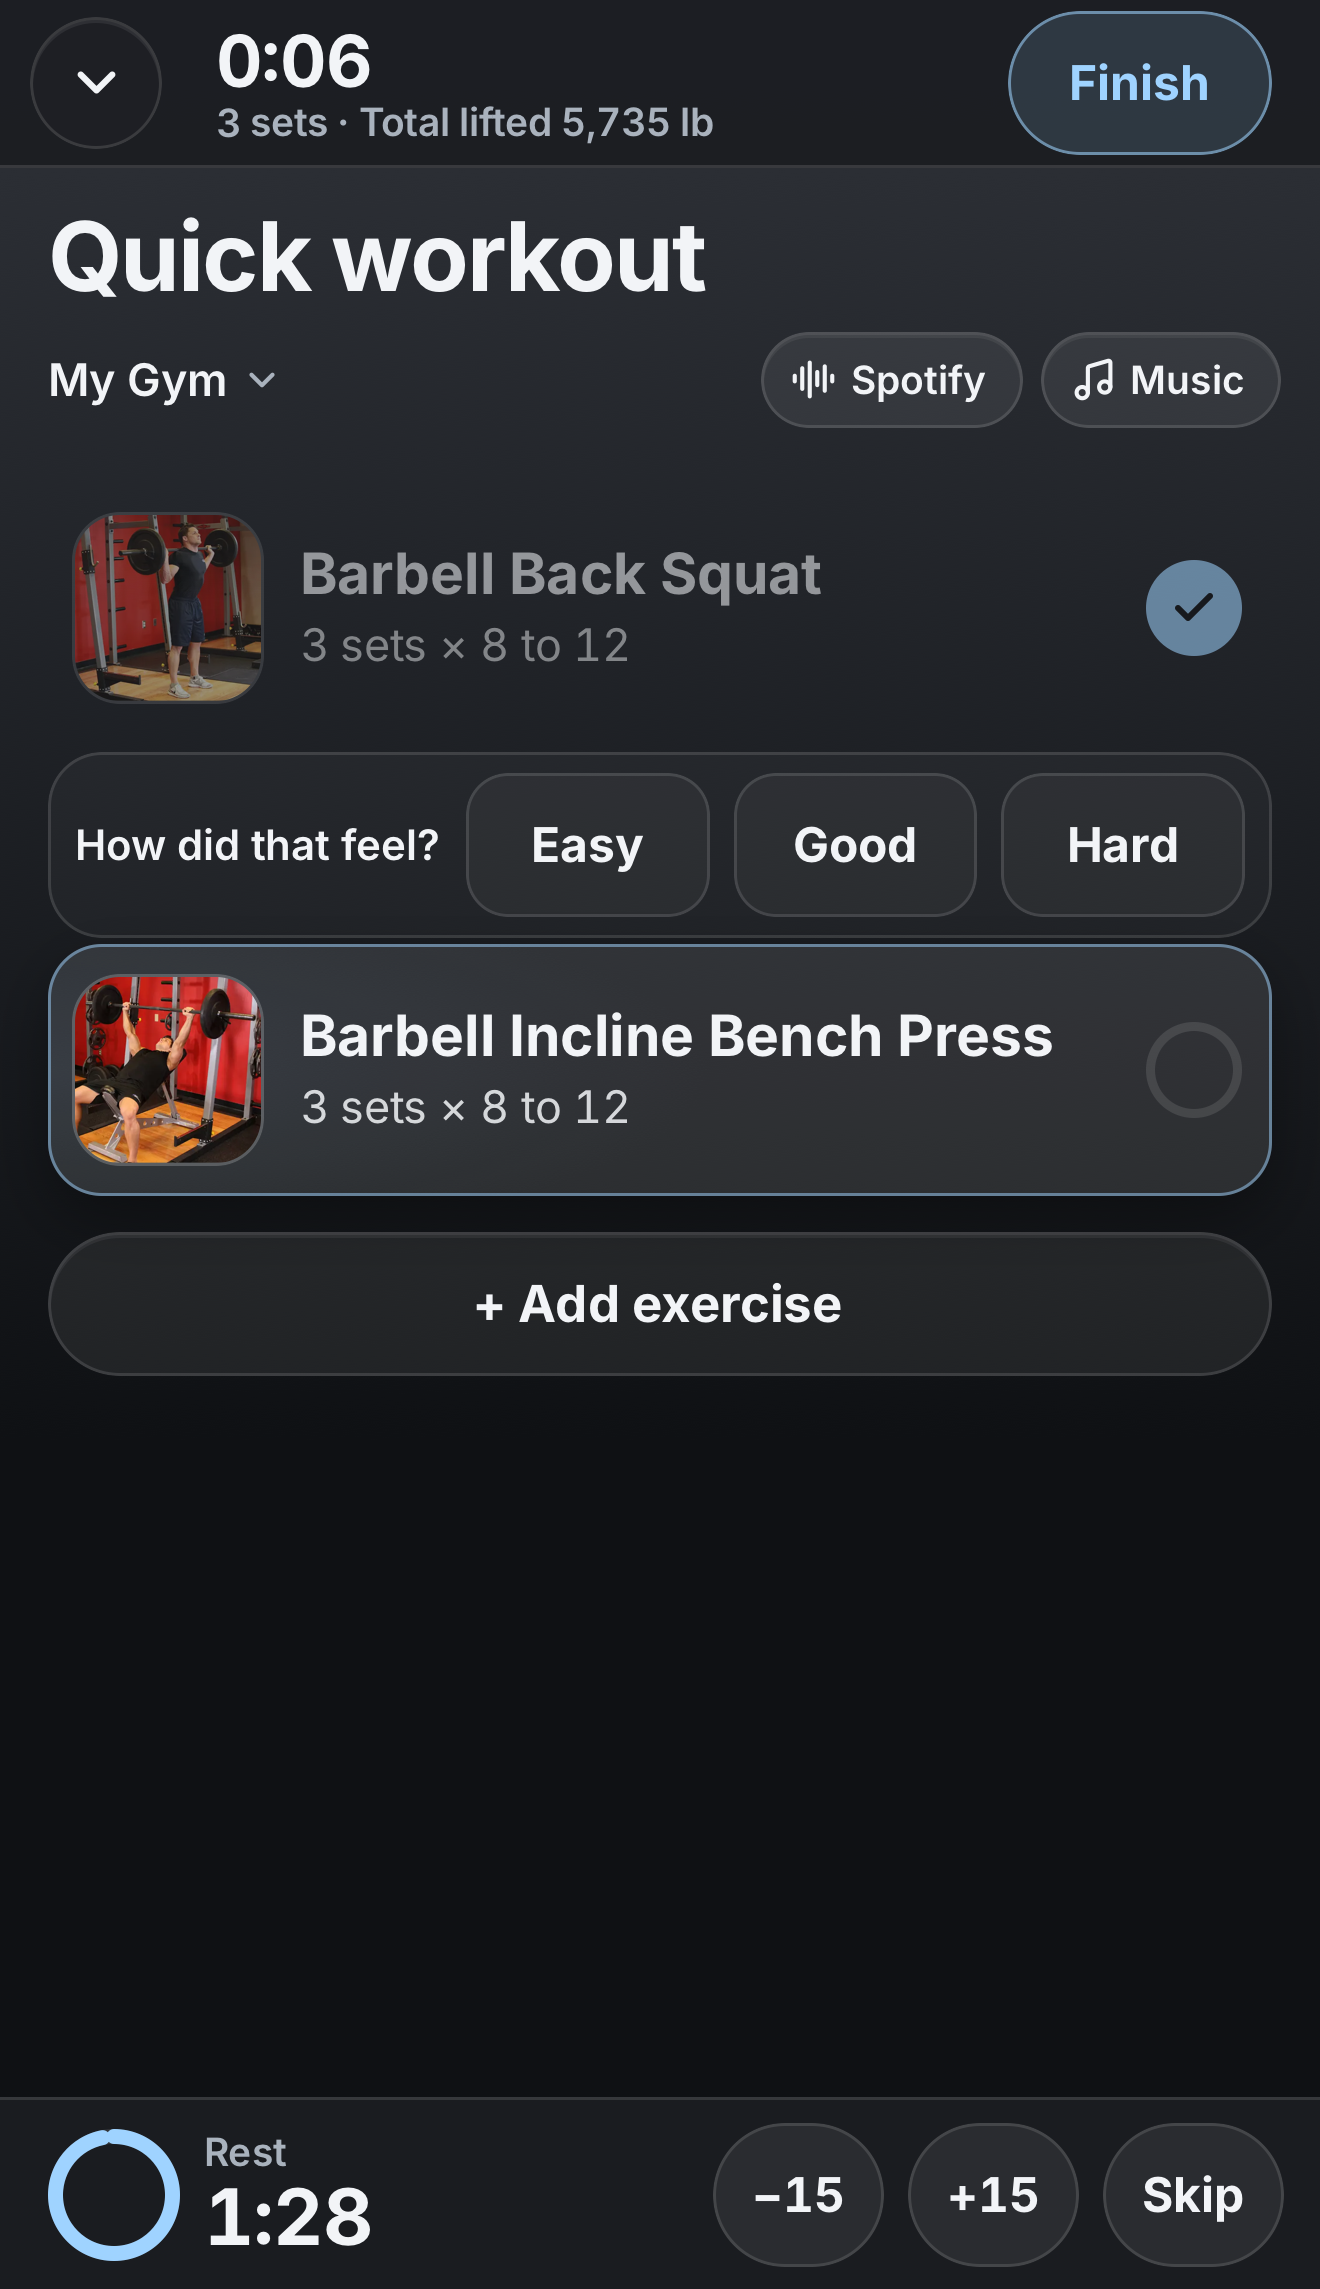 0:06
3 sets · Total lifted 5,735 lb
Finish
Quick workout
My Gym
Spotify
Music
Barbell Back Squat
3 sets × 8 to 12
How did that feel?
Easy
Good
Hard
Barbell Incline Bench Press
3 sets × 8 to 12
+ Add exercise
Rest
1:28
−15
+15
Skip